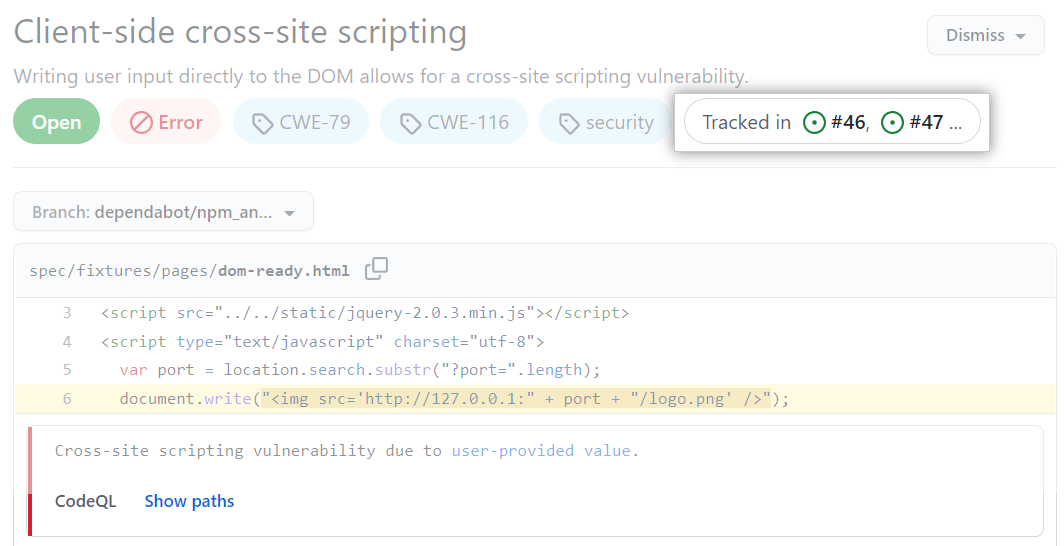 Client-side cross-site scripting
Dismiss
Writing user input directly to the DOM allows for a cross-site scripting vulnerability.
Open Error CWE-79 CWE-116 security Tracked in #46, #47 ...
Branch: dependabot/npm_an...
spec/fixtures/pages/dom-ready.html
3 <script src="../../static/jquery-2.0.3.min.js"></script>
4 <script type="text/javascript" charset="utf-8">
5 var port = location.search.substr("?port=".length);
6 document.write("<img src='http://127.0.0.1:" + port + "/logo.png' />");
Cross-site scripting vulnerability due to user-provided value.
CodeQL Show paths